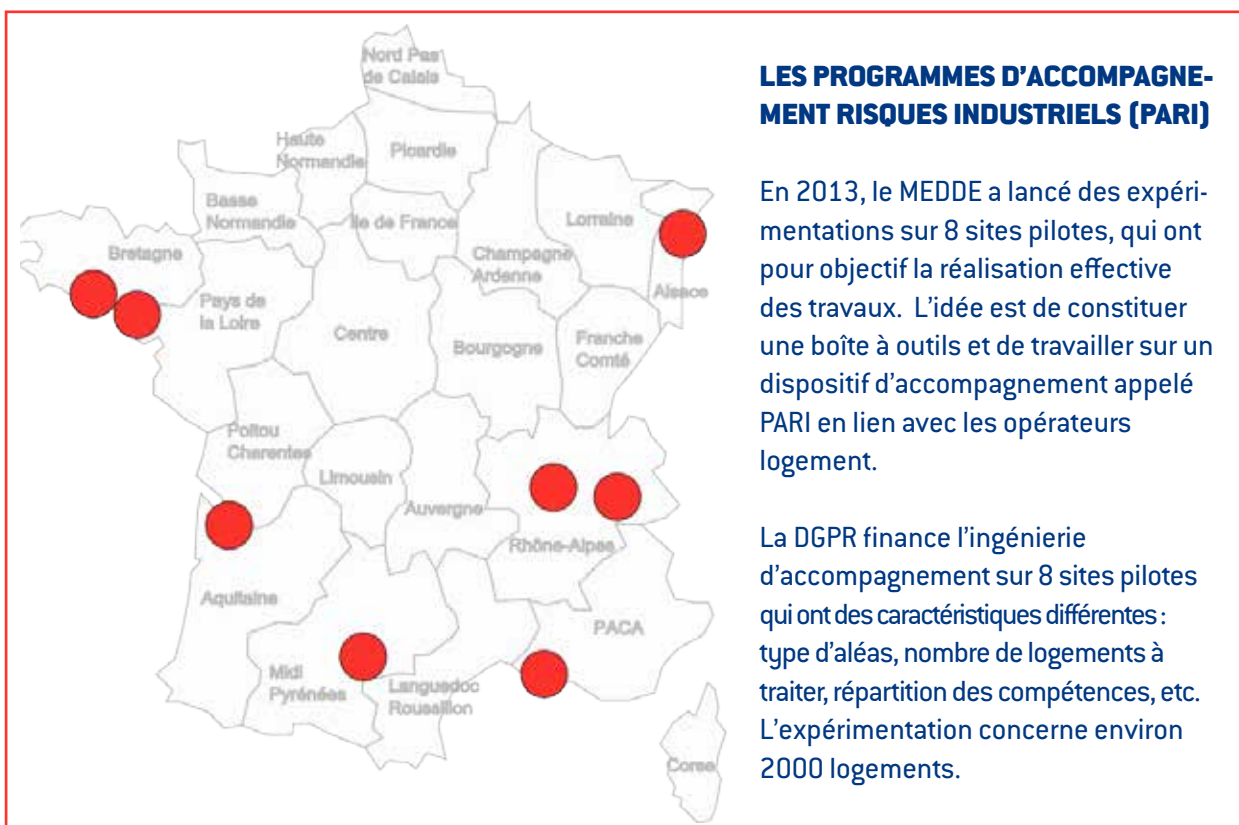 Nord Pas
de Calais
Haute
Normandie
Picardie
Basse
Normandie
Ile de France
Lorraine
Bretagne
Champagne
Ardenne
Alsace
Pays de
la Loire
Centre
Bourgogne
Franche
Comté
Poitou
Charentes
Limousin
Auvergne
Rhône-Alpes
Aquitaine
PACA
Midi
Pyrénées
Languedoc
Roussillon
Corse
LES PROGRAMMES D'ACCOMPAGNE-
MENT RISQUES INDUSTRIELS (PARI)
En 2013, le MEDDE a lancé des expéri-
mentations sur 8 sites pilotes, qui ont
pour objectif la réalisation effective
des travaux. L'idée est de constituer
une boîte à outils et de travailler sur un
dispositif d'accompagnement appelé
PARI en lien avec les opérateurs
logement.
La DGPR finance l'ingénierie
d'accompagnement sur 8 sites pilotes
qui ont des caractéristiques différentes :
type d'aléas, nombre de logements à
traiter, répartition des compétences, etc.
L'expérimentation concerne environ
2000 logements.